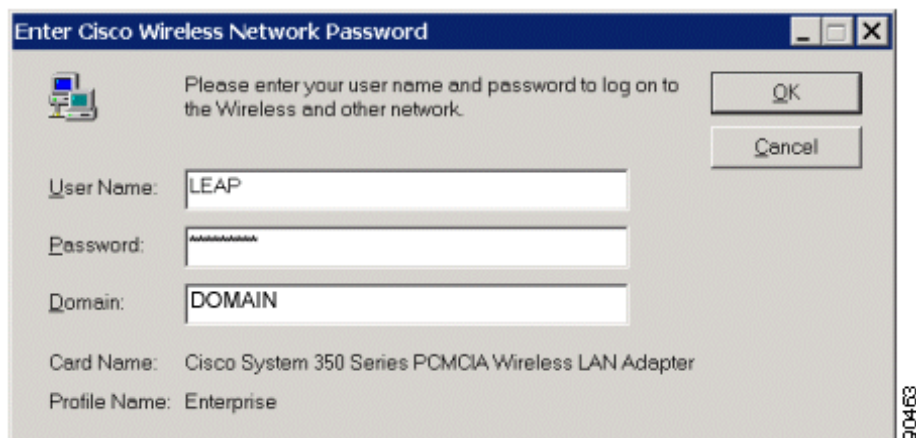 Enter Cisco Wireless Network Password
Please enter your user name and password to log on to
the Wireless and other network.
OK
Cancel
User Name: LEAP
Password: *********
Domain: DOMAIN
Card Name: Cisco System 350 Series PCMCIA Wireless LAN Adapter
Profile Name: Enterprise
90463